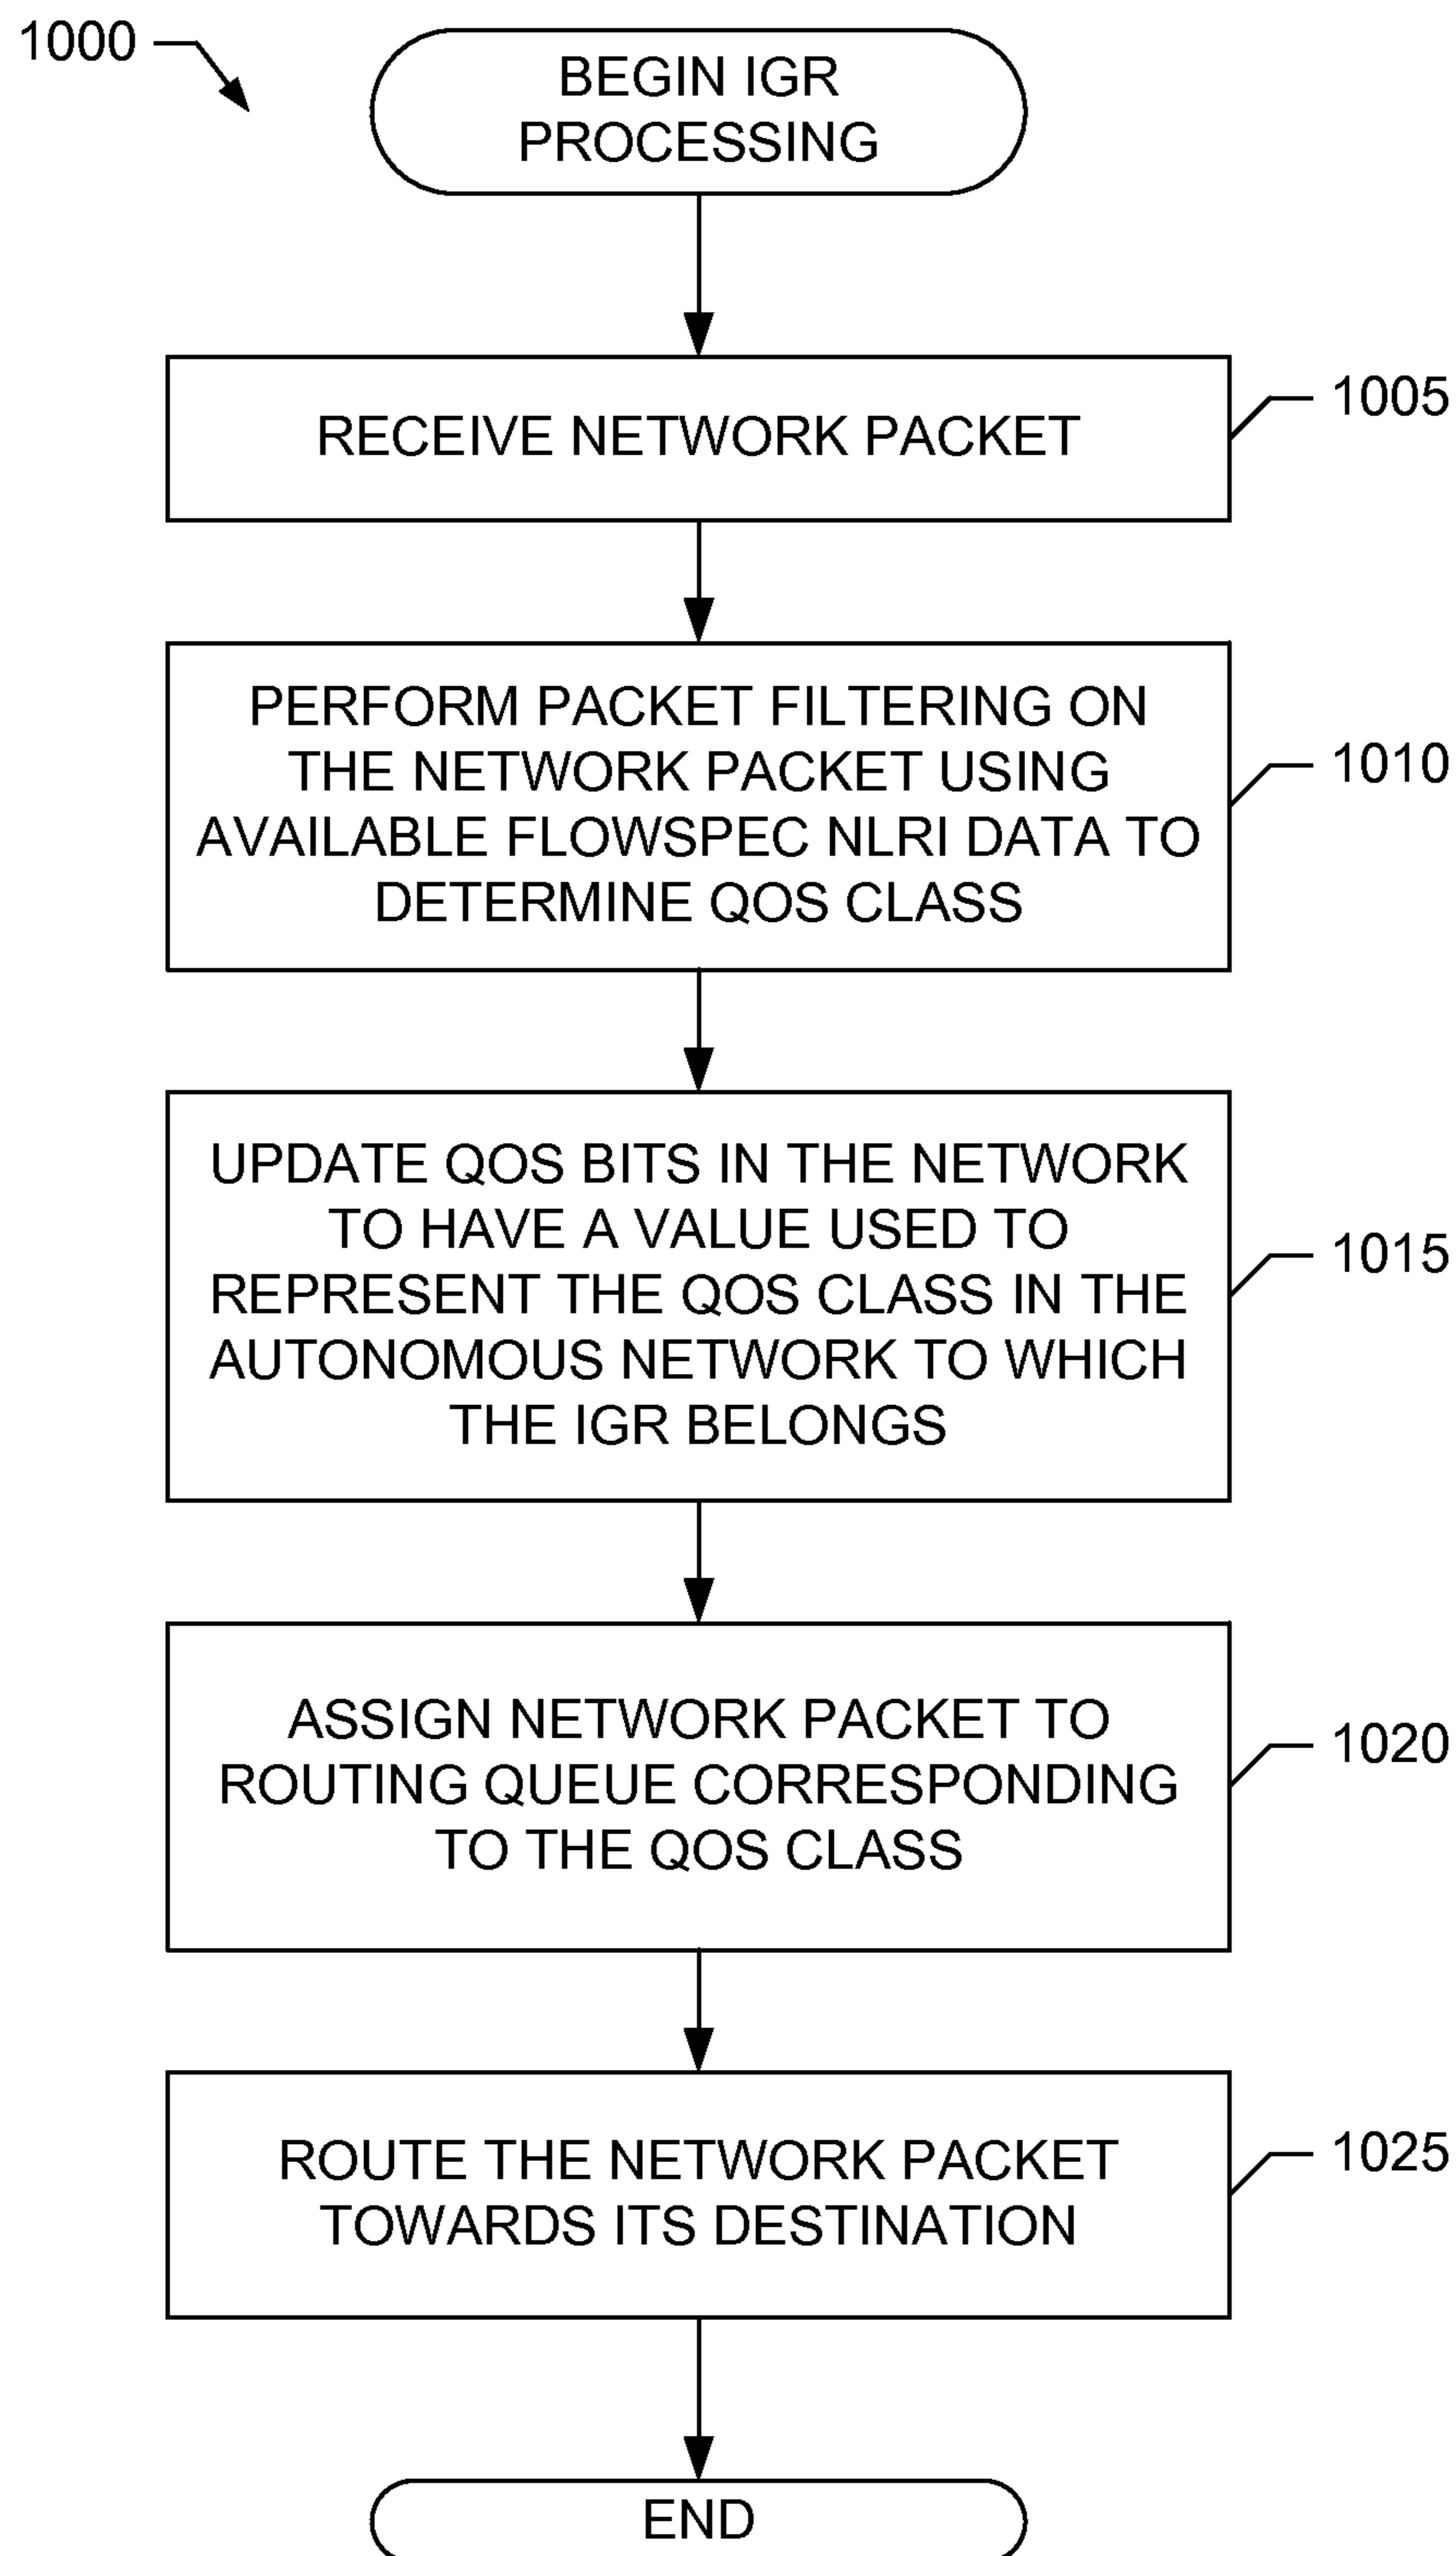 1000
BEGIN IGR
PROCESSING
RECEIVE NETWORK PACKET
1005
PERFORM PACKET FILTERING ON
THE NETWORK PACKET USING
AVAILABLE FLOWSPEC NLRI DATA TO
DETERMINE QOS CLASS
1010
UPDATE QOS BITS IN THE NETWORK
TO HAVE A VALUE USED TO
REPRESENT THE QOS CLASS IN THE
AUTONOMOUS NETWORK TO WHICH
THE IGR BELONGS
1015
ASSIGN NETWORK PACKET TO
ROUTING QUEUE CORRESPONDING
TO THE QOS CLASS
1020
ROUTE THE NETWORK PACKET
TOWARDS ITS DESTINATION
1025
END